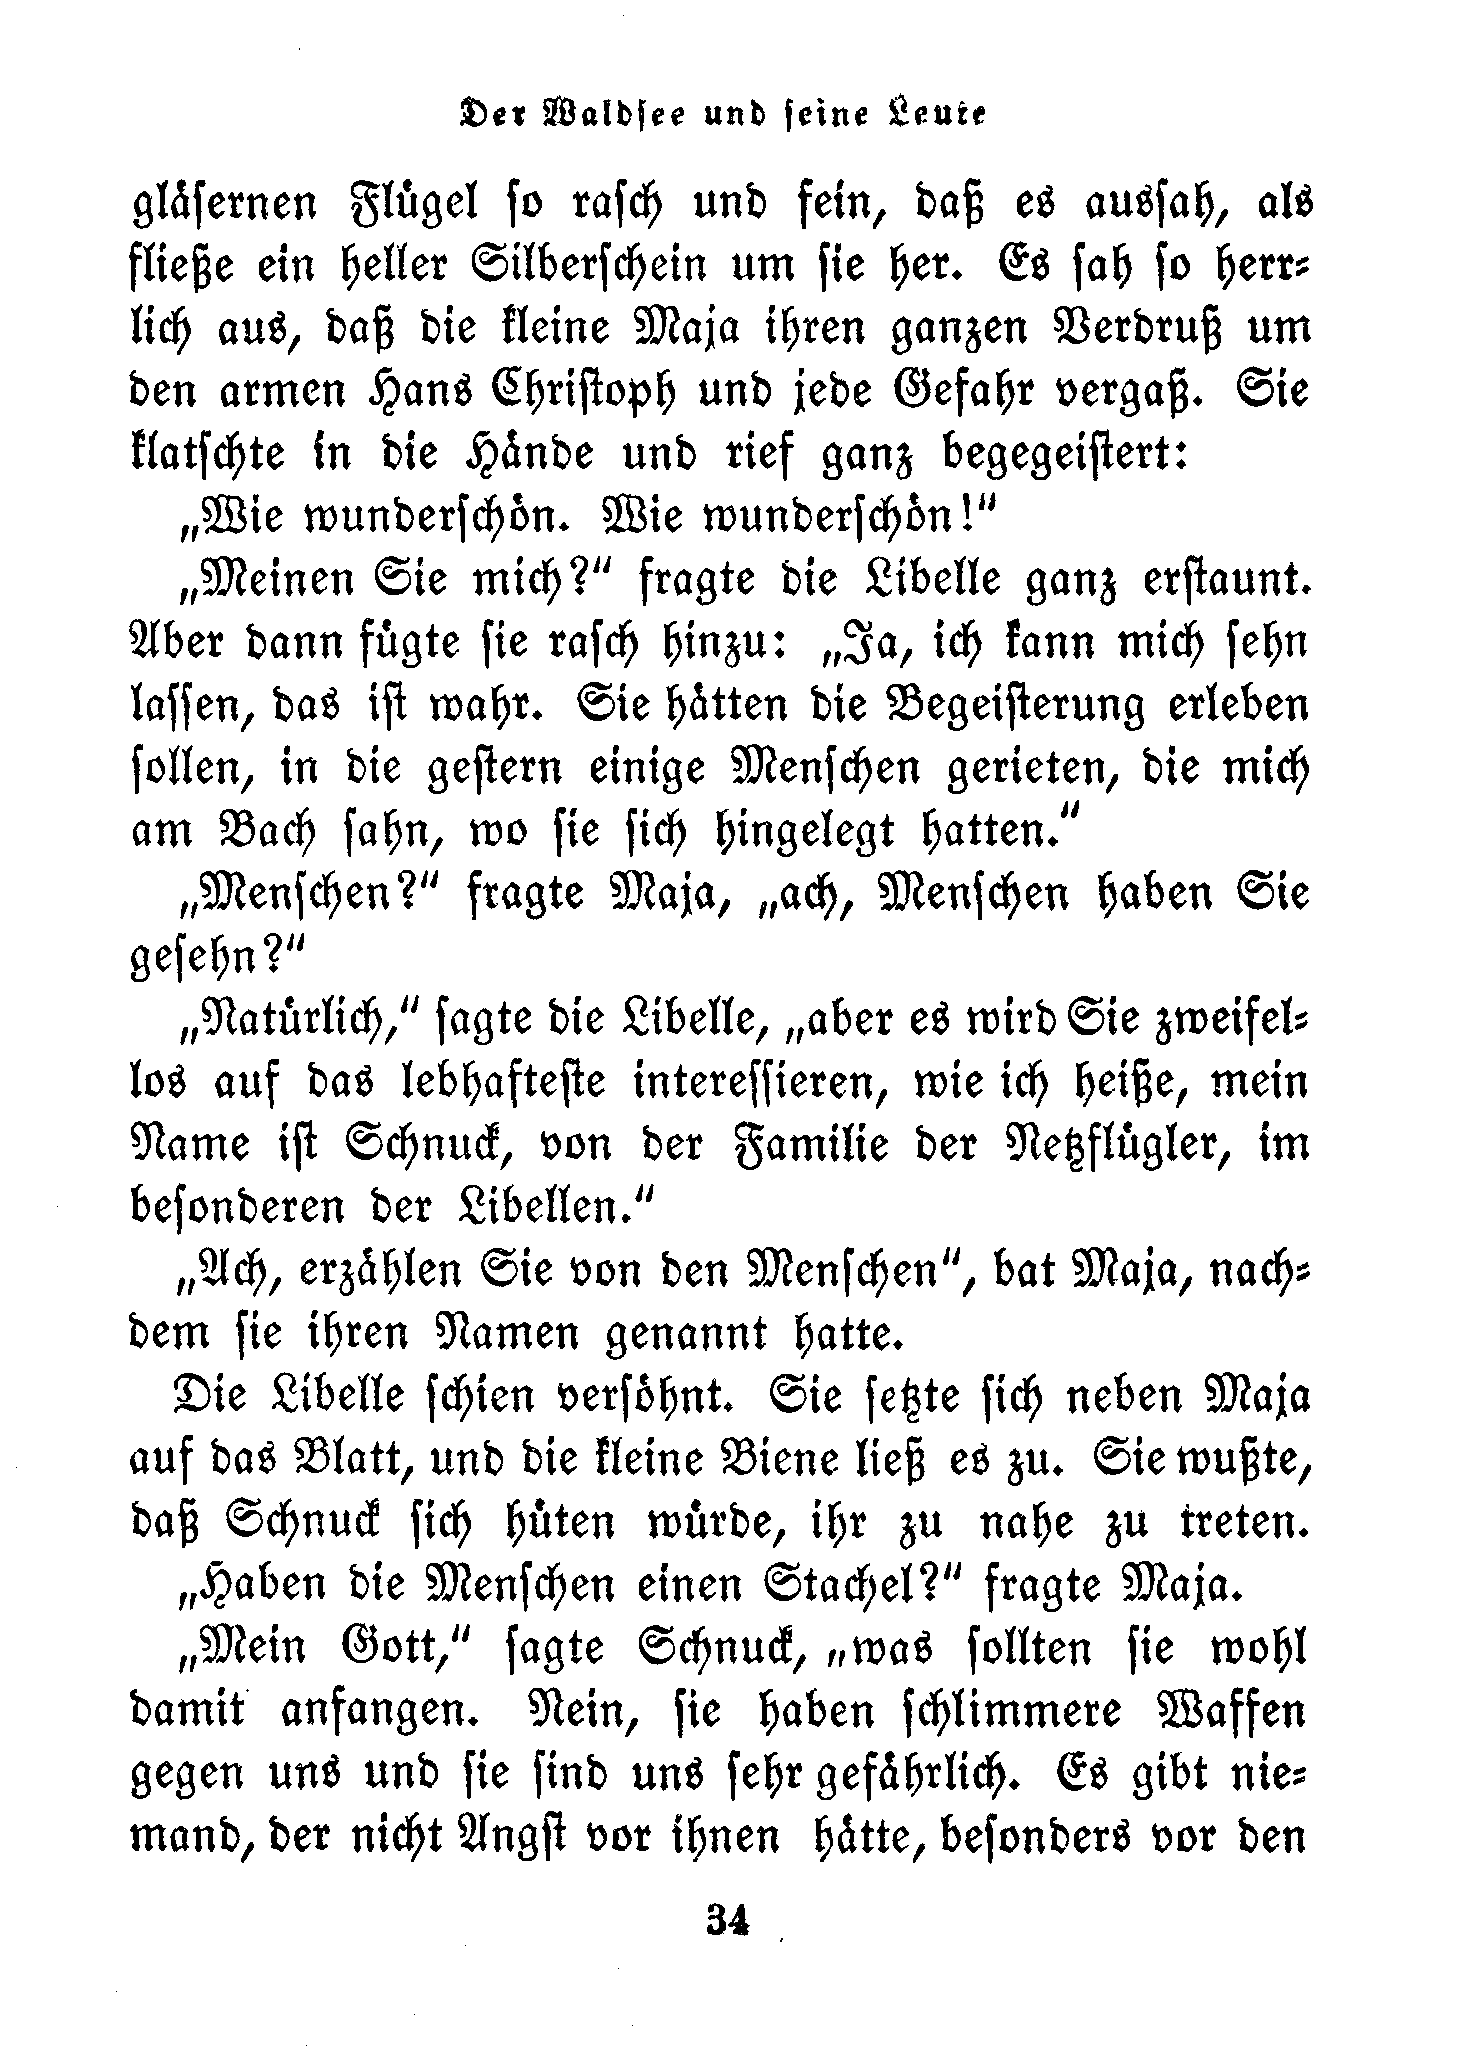 Der Waldsee und seine Leute
gläsernen Flügel so rasch und fein, daß es aussah, als
fließe ein heller Silberschein um sie her. Es sah so herr-
lich aus, daß die kleine Maja ihren ganzen Verdruß um
den armen Hans Christoph und jede Gefahr vergaß. Sie
klatschte in die Hände und rief ganz begegeistert:
„Wie wunderschön. Wie wunderschön!“
„Meinen Sie mich?“ fragte die Libelle ganz erstaunt.
Aber dann fügte sie rasch hinzu: „Ja, ich kann mich sehn
lassen, das ist wahr. Sie hätten die Begeisterung erleben
sollen, in die gestern einige Menschen gerieten, die mich
am Bach sahn, wo sie sich hingelegt hatten.“
„Menschen?“ fragte Maja, „ach, Menschen haben Sie
gesehn?“
„Natürlich,“ sagte die Libelle, „aber es wird Sie zweifel-
los auf das lebhafteste interessieren, wie ich heiße, mein
Name ist Schnuck, von der Familie der Netzflügler, im
besonderen der Libellen.“
„Ach, erzählen Sie von den Menschen“, bat Maja, nach-
dem sie ihren Namen genannt hatte.
Die Libelle schien versöhnt. Sie setzte sich neben Maja
auf das Blatt, und die kleine Biene ließ es zu. Sie wußte,
daß Schnuck sich hüten würde, ihr zu nahe zu treten.
„Haben die Menschen einen Stachel?“ fragte Maja.
„Mein Gott,“ sagte Schnuck, „was sollten sie wohl
damit anfangen. Nein, sie haben schlimmere Waffen
gegen uns und sie sind uns sehr gefährlich. Es gibt nie-
mand, der nicht Angst vor ihnen hätte, besonders vor den
34